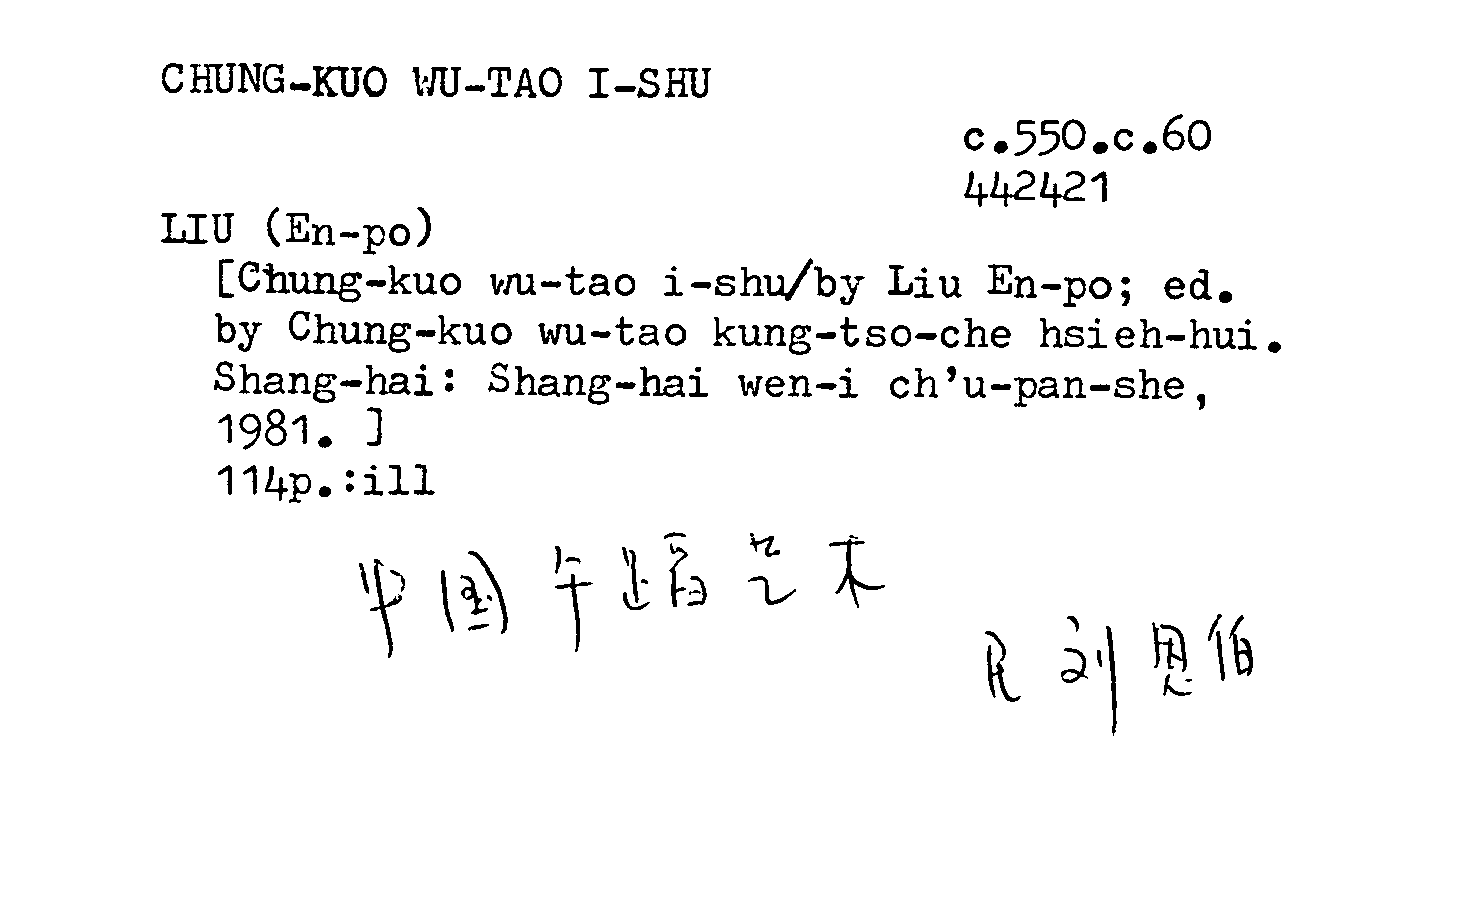 CHUNG-KUO WU-TAO I-SHU
c.550.c.60
442421
LIU (En-po)
[Chung-kuo wu-tao i-shu/by Liu En-po; ed.
by Chung-kuo wu-tao kung-tso-che hsieh-hui.
Shang-hai: Shang-hai wen-i ch'u-pan-she,
1981. ]
114p.:ill
中国午蹈艺术
R 刘恩伯